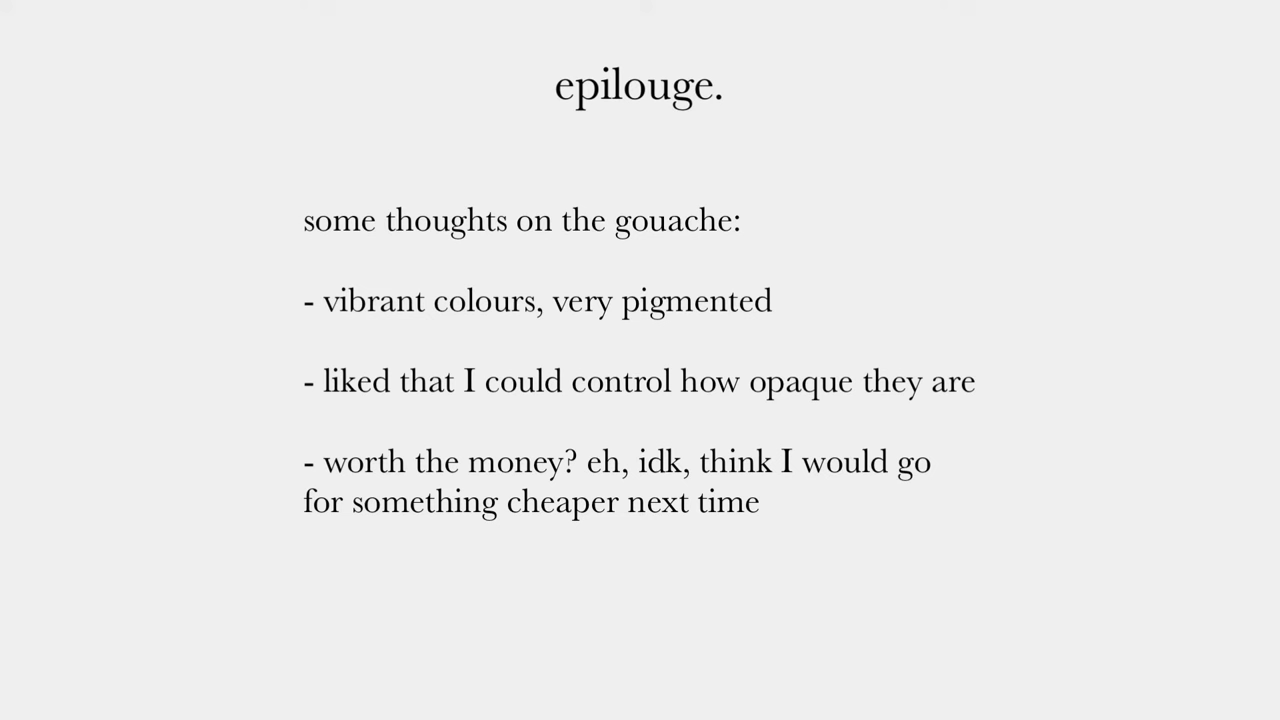 epilouge.
some thoughts on the gouache:
- vibrant colours, very pigmented
- liked that I could control how opaque they are
- worth the money? eh, idk, think I would go
for something cheaper next time